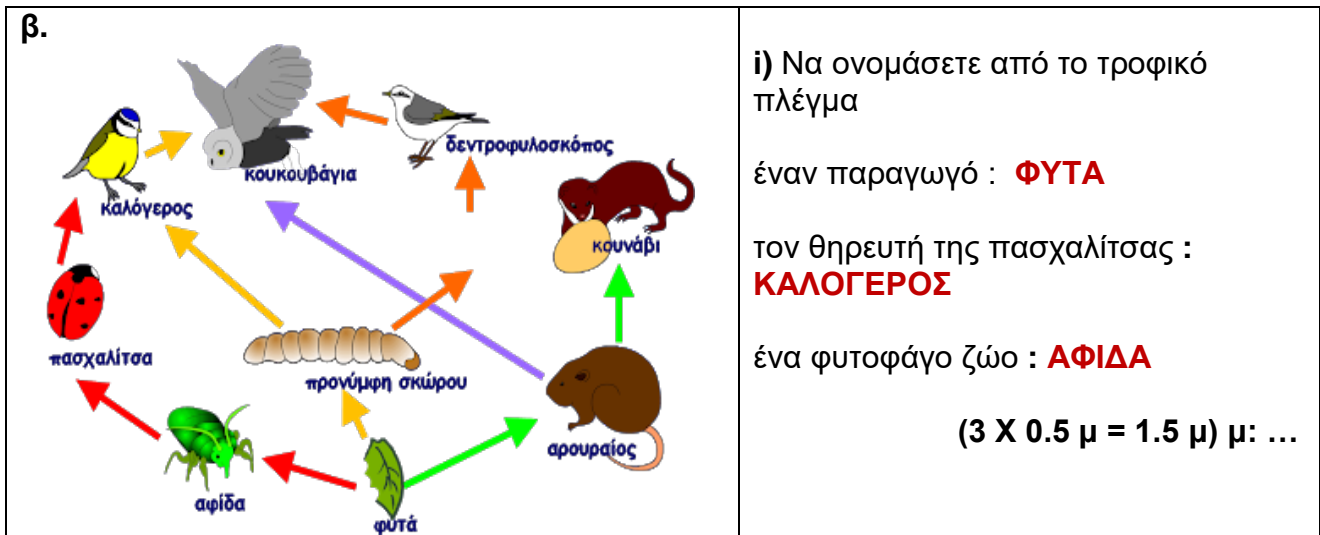 β.
κουκουβάγια
δεντροφυλοσκόπος
καλόγερος
κουνάβι
πασχαλίτσα
προνύμφη σκώρου
αρουραίος
αφίδα
φυτά
i) Να ονομάσετε από το τροφικό
πλέγμα
έναν παραγωγό : ΦΥΤΑ
τον θηρευτή της πασχαλίτσας :
ΚΑΛΟΓΕΡΟΣ
ένα φυτοφάγο ζώο : ΑΦΙΔΑ
(3 Χ 0.5 μ = 1.5 μ) μ: …